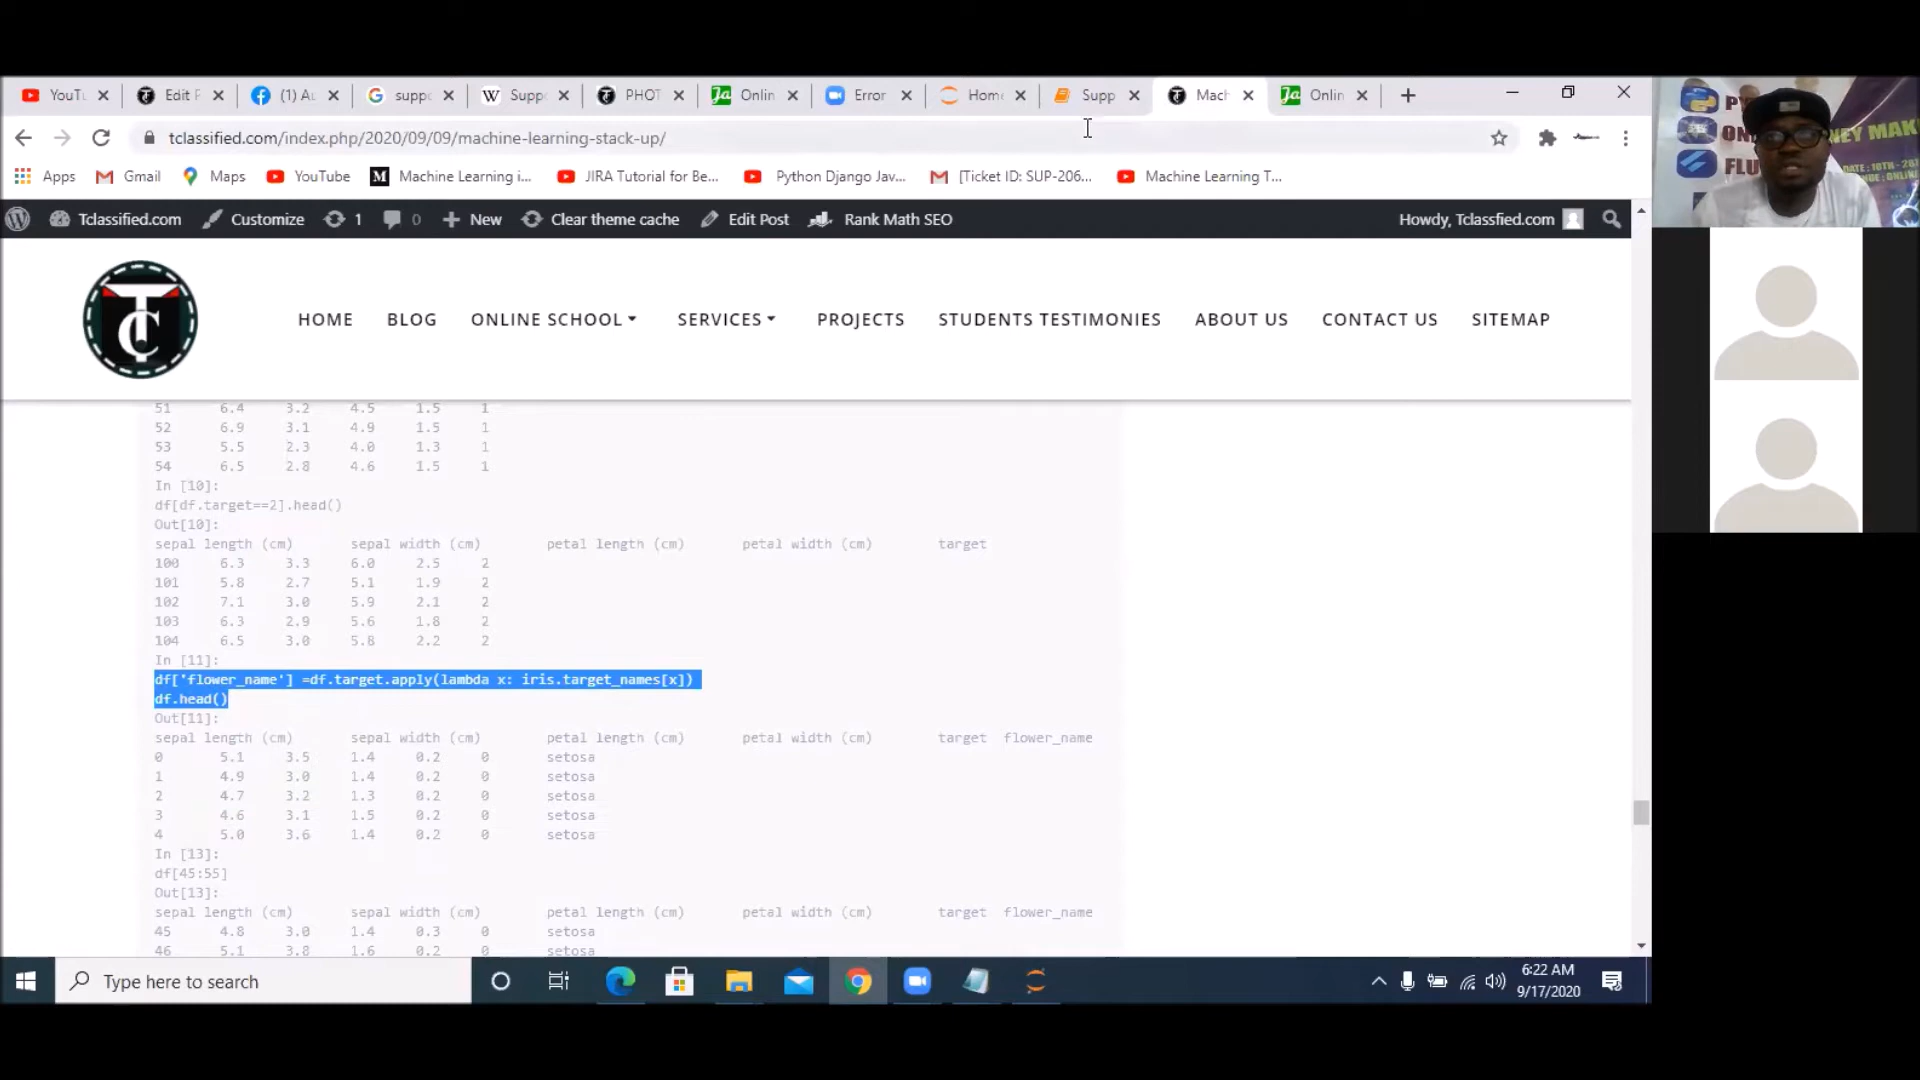 YouTu
Edit P
(1) Au
suppo
Suppo
PHOT
Onlin
Error
Home
Supp
Mach
Onlin
tclassified.com/index.php/2020/09/09/machine-learning-stack-up/
Apps Gmail Maps YouTube Machine Learning i... JIRA Tutorial for Be... Python Django Jav... [Ticket ID: SUP-206... Machine Learning T...
Tclassified.com Customize 1 0 New Clear theme cache Edit Post Rank Math SEO Howdy, Tclassfied.com
HOME BLOG ONLINE SCHOOL SERVICES PROJECTS STUDENTS TESTIMONIES ABOUT US CONTACT US SITEMAP
51 6.4 3.2 4.5 1.5 1
52 6.9 3.1 4.9 1.5 1
53 5.5 2.3 4.0 1.3 1
54 6.5 2.8 4.6 1.5 1
In [10]:
df[df.target==2].head()
Out[10]:
sepal length (cm) sepal width (cm) petal length (cm) petal width (cm) target
100 6.3 3.3 6.0 2.5 2
101 5.8 2.7 5.1 1.9 2
102 7.1 3.0 5.9 2.1 2
103 6.3 2.9 5.6 1.8 2
104 6.5 3.0 5.8 2.2 2
In [11]:
df['flower_name'] =df.target.apply(lambda x: iris.target_names[x])
df.head()
Out[11]:
sepal length (cm) sepal width (cm) petal length (cm) petal width (cm) target flower_name
0 5.1 3.5 1.4 0.2 0 setosa
1 4.9 3.0 1.4 0.2 0 setosa
2 4.7 3.2 1.3 0.2 0 setosa
3 4.6 3.1 1.5 0.2 0 setosa
4 5.0 3.6 1.4 0.2 0 setosa
In [13]:
df[45:55]
Out[13]:
sepal length (cm) sepal width (cm) petal length (cm) petal width (cm) target flower_name
45 4.8 3.0 1.4 0.3 0 setosa
46 5.1 3.8 1.6 0.2 0 setosa
Type here to search
6:22 AM
9/17/2020